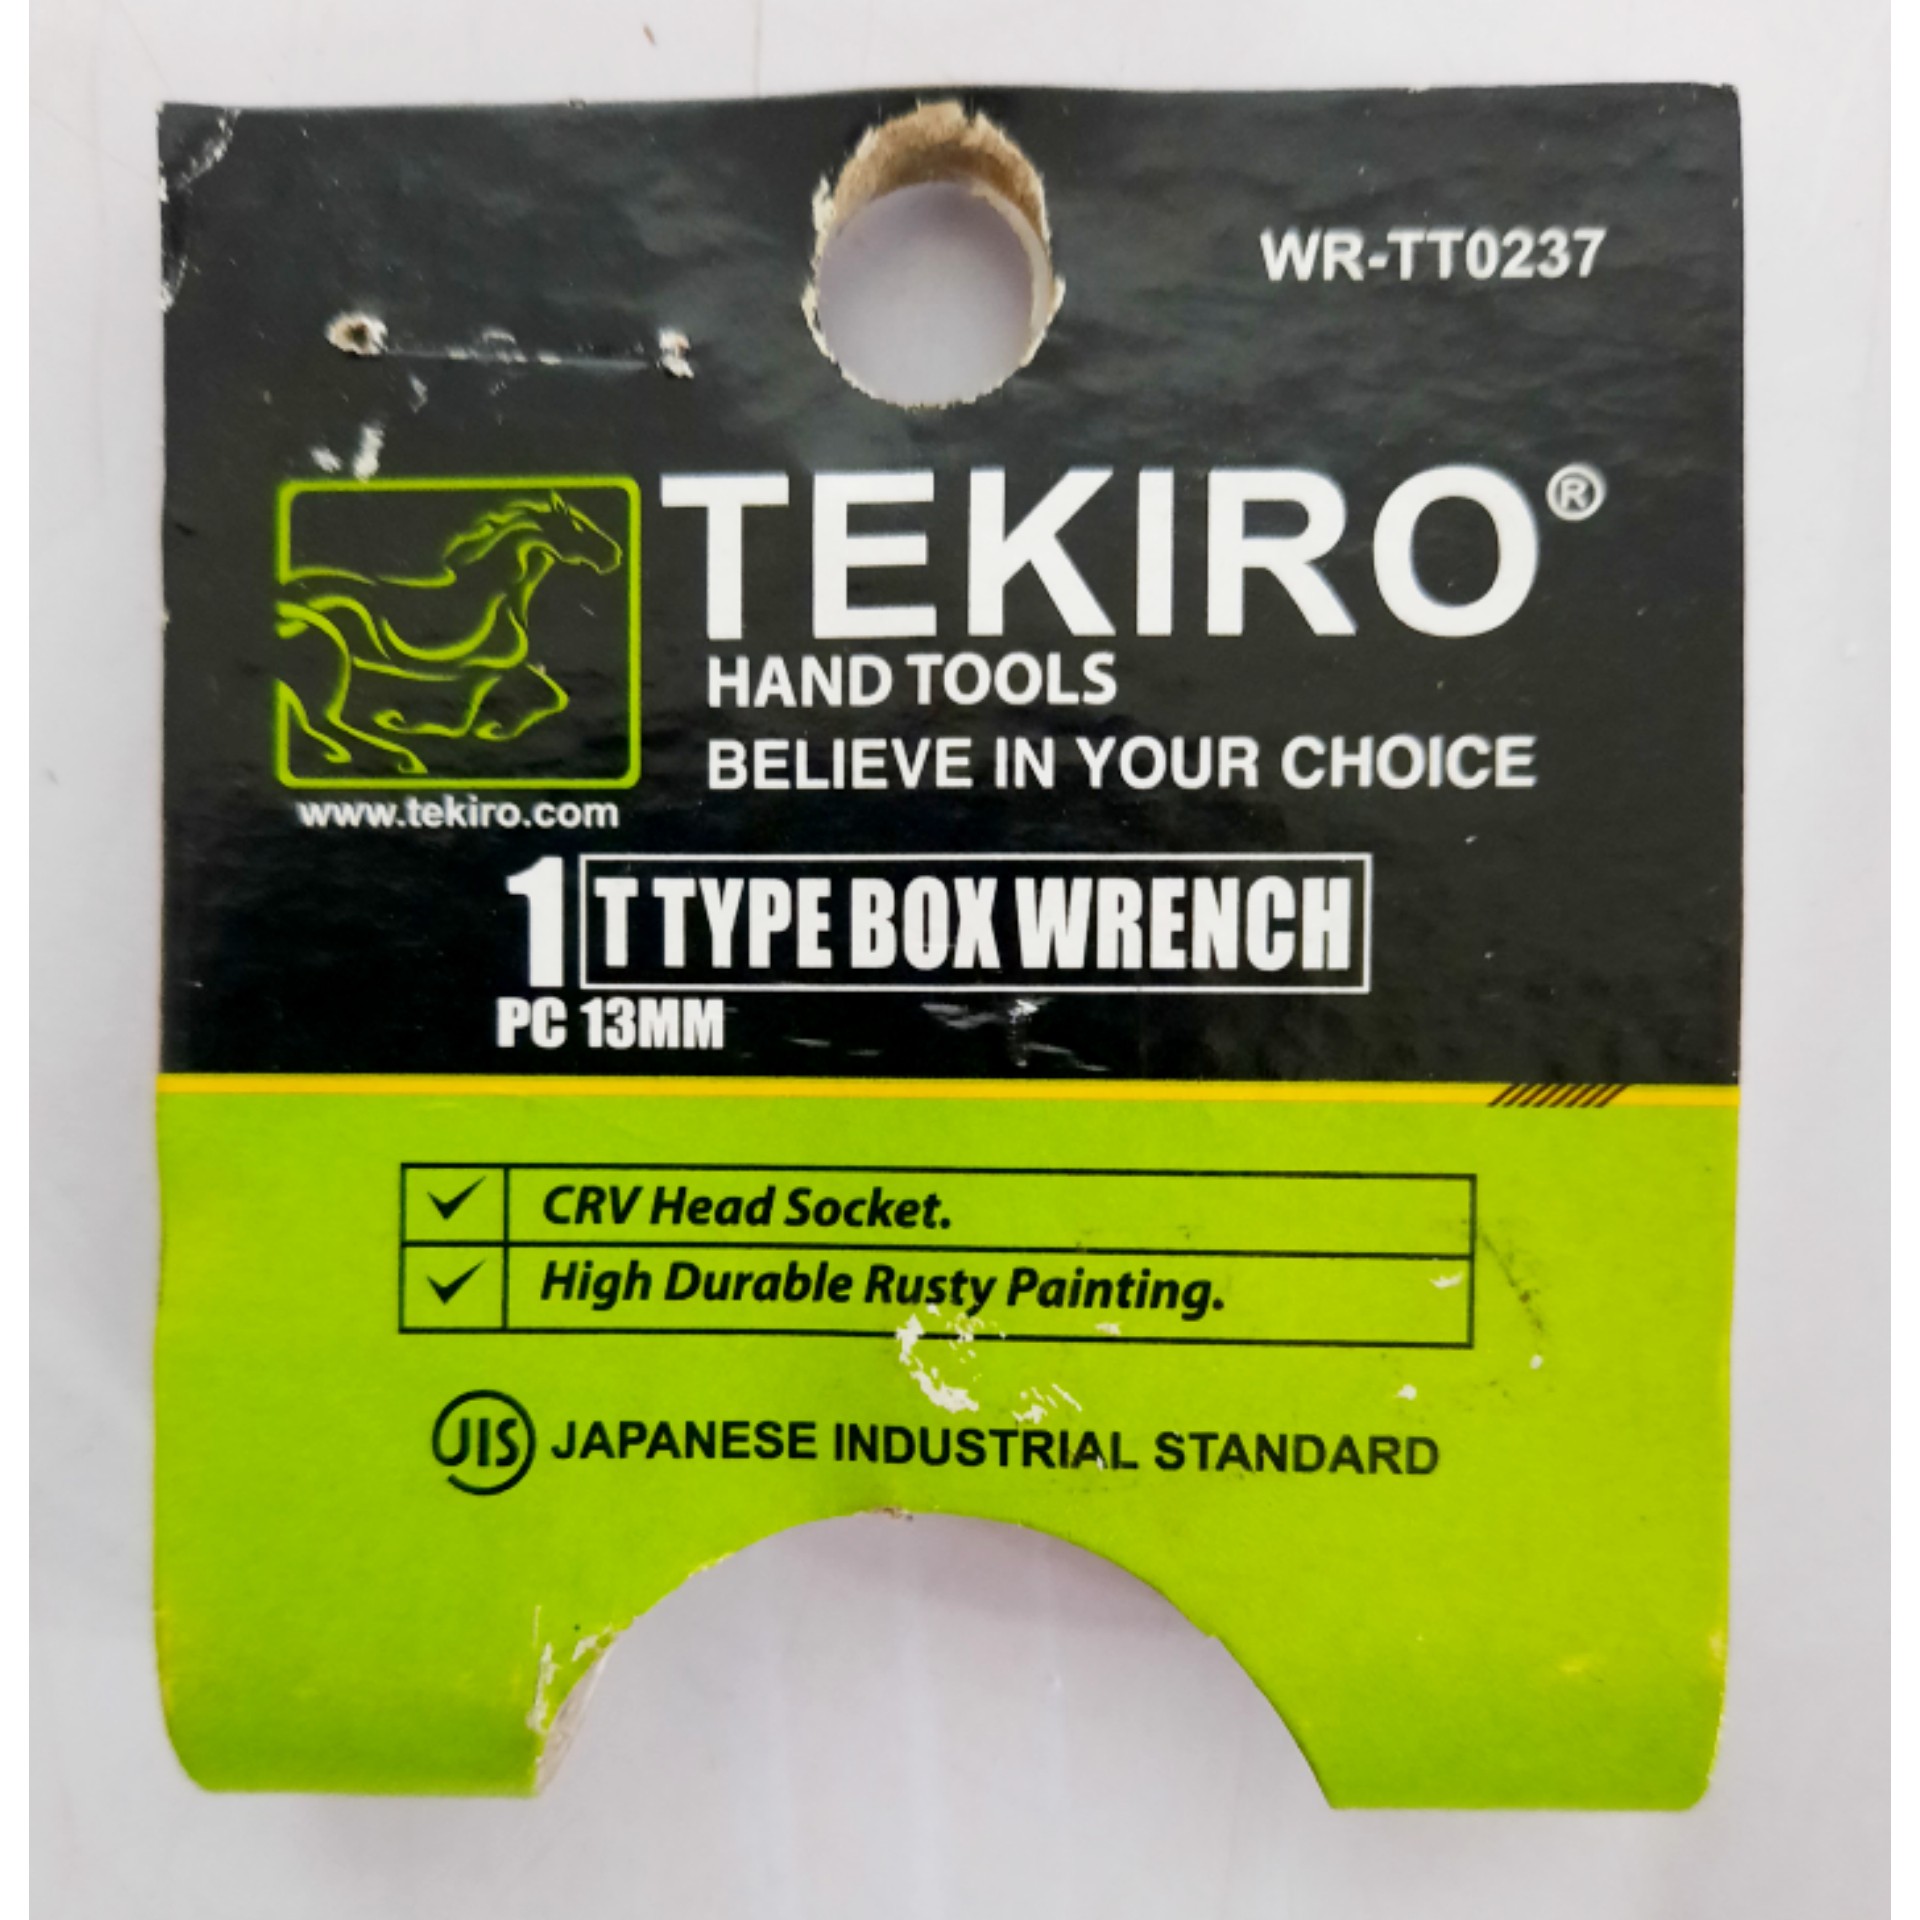 WR-TT0237
TEKIRO®
HAND TOOLS
BELIEVE IN YOUR CHOICE
www.tekiro.com
1 T TYPE BOX WRENCH
PC 13MM
CRV Head Socket.
High Durable Rusty Painting.
JIS JAPANESE INDUSTRIAL STANDARD